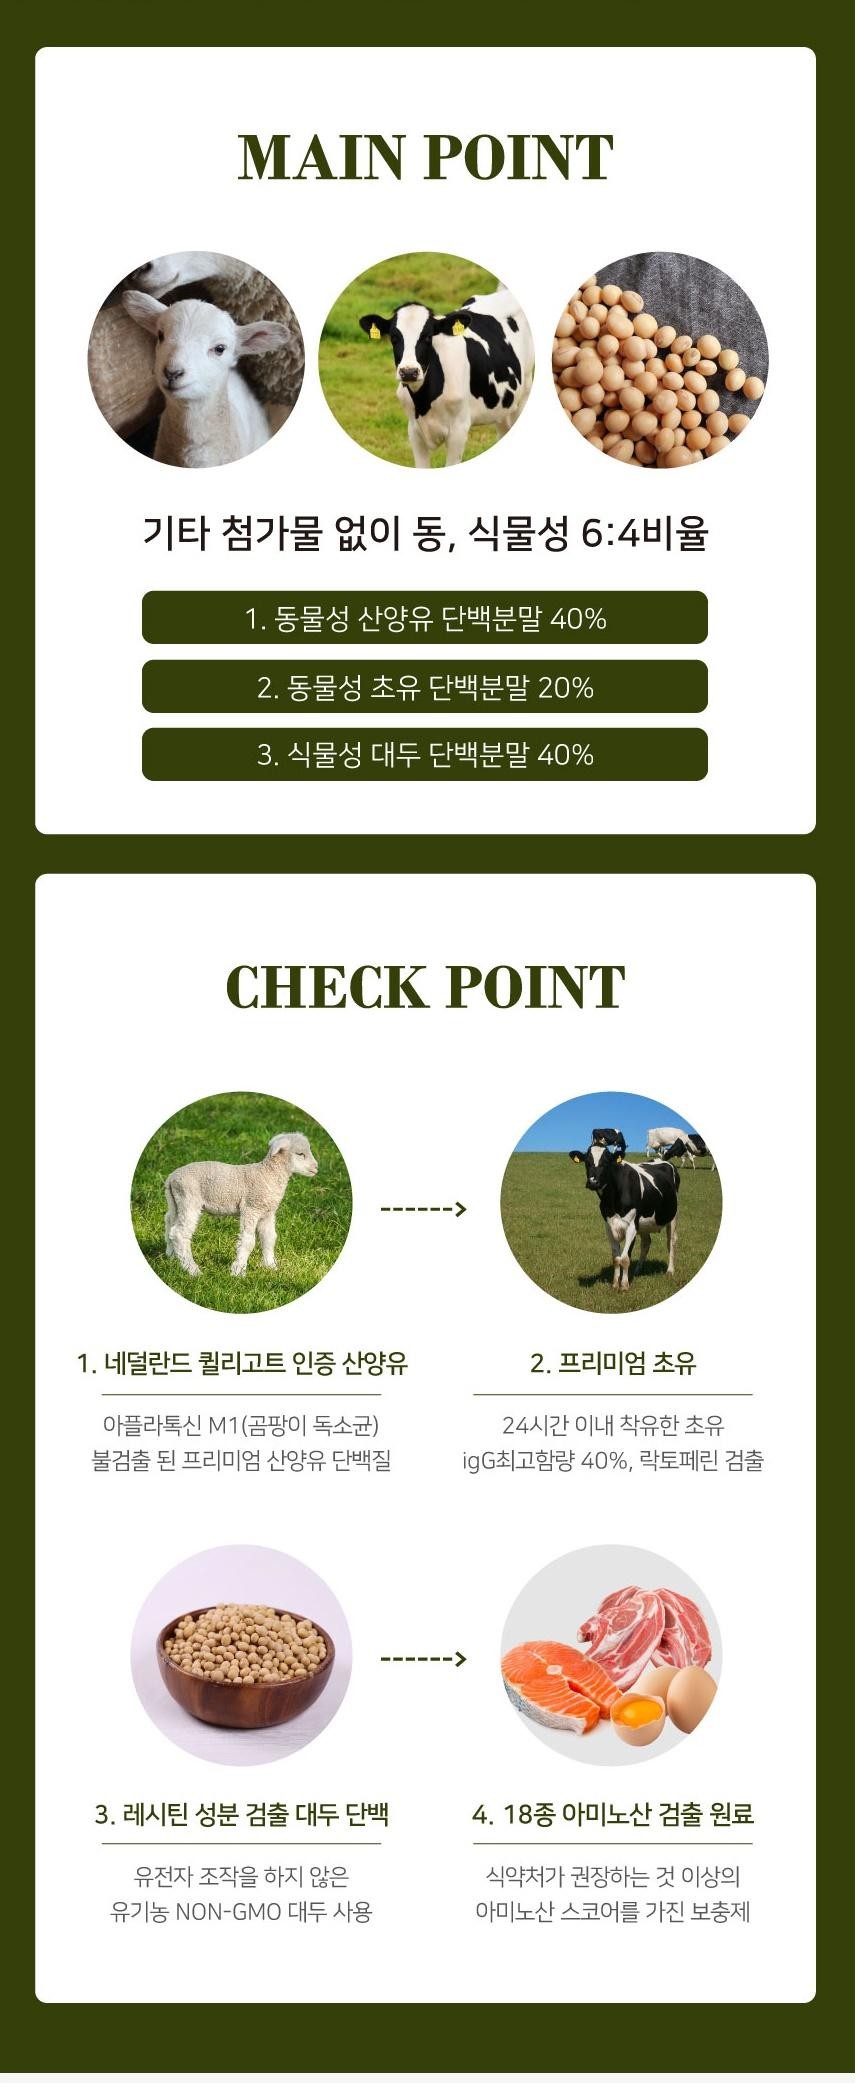 MAIN POINT
기타 첨가물 없이 동, 식물성 6:4비율
1. 동물성 산양유 단백분말 40%
2. 동물성 초유 단백분말 20%
3. 식물성 대두 단백분말 40%
CHECK POINT
1. 네덜란드 퀄리고트 인증 산양유
아플라톡신 M1(곰팡이 독소균)
불검출 된 프리미엄 산양유 단백질
2. 프리미엄 초유
24시간 이내 착유한 초유
igG최고함량 40%, 락토페린 검출
3. 레시틴 성분 검출 대두 단백
유전자 조작을 하지 않은
유기농 NON-GMO 대두 사용
4. 18종 아미노산 검출 원료
식약처가 권장하는 것 이상의
아미노산 스코어를 가진 보충제